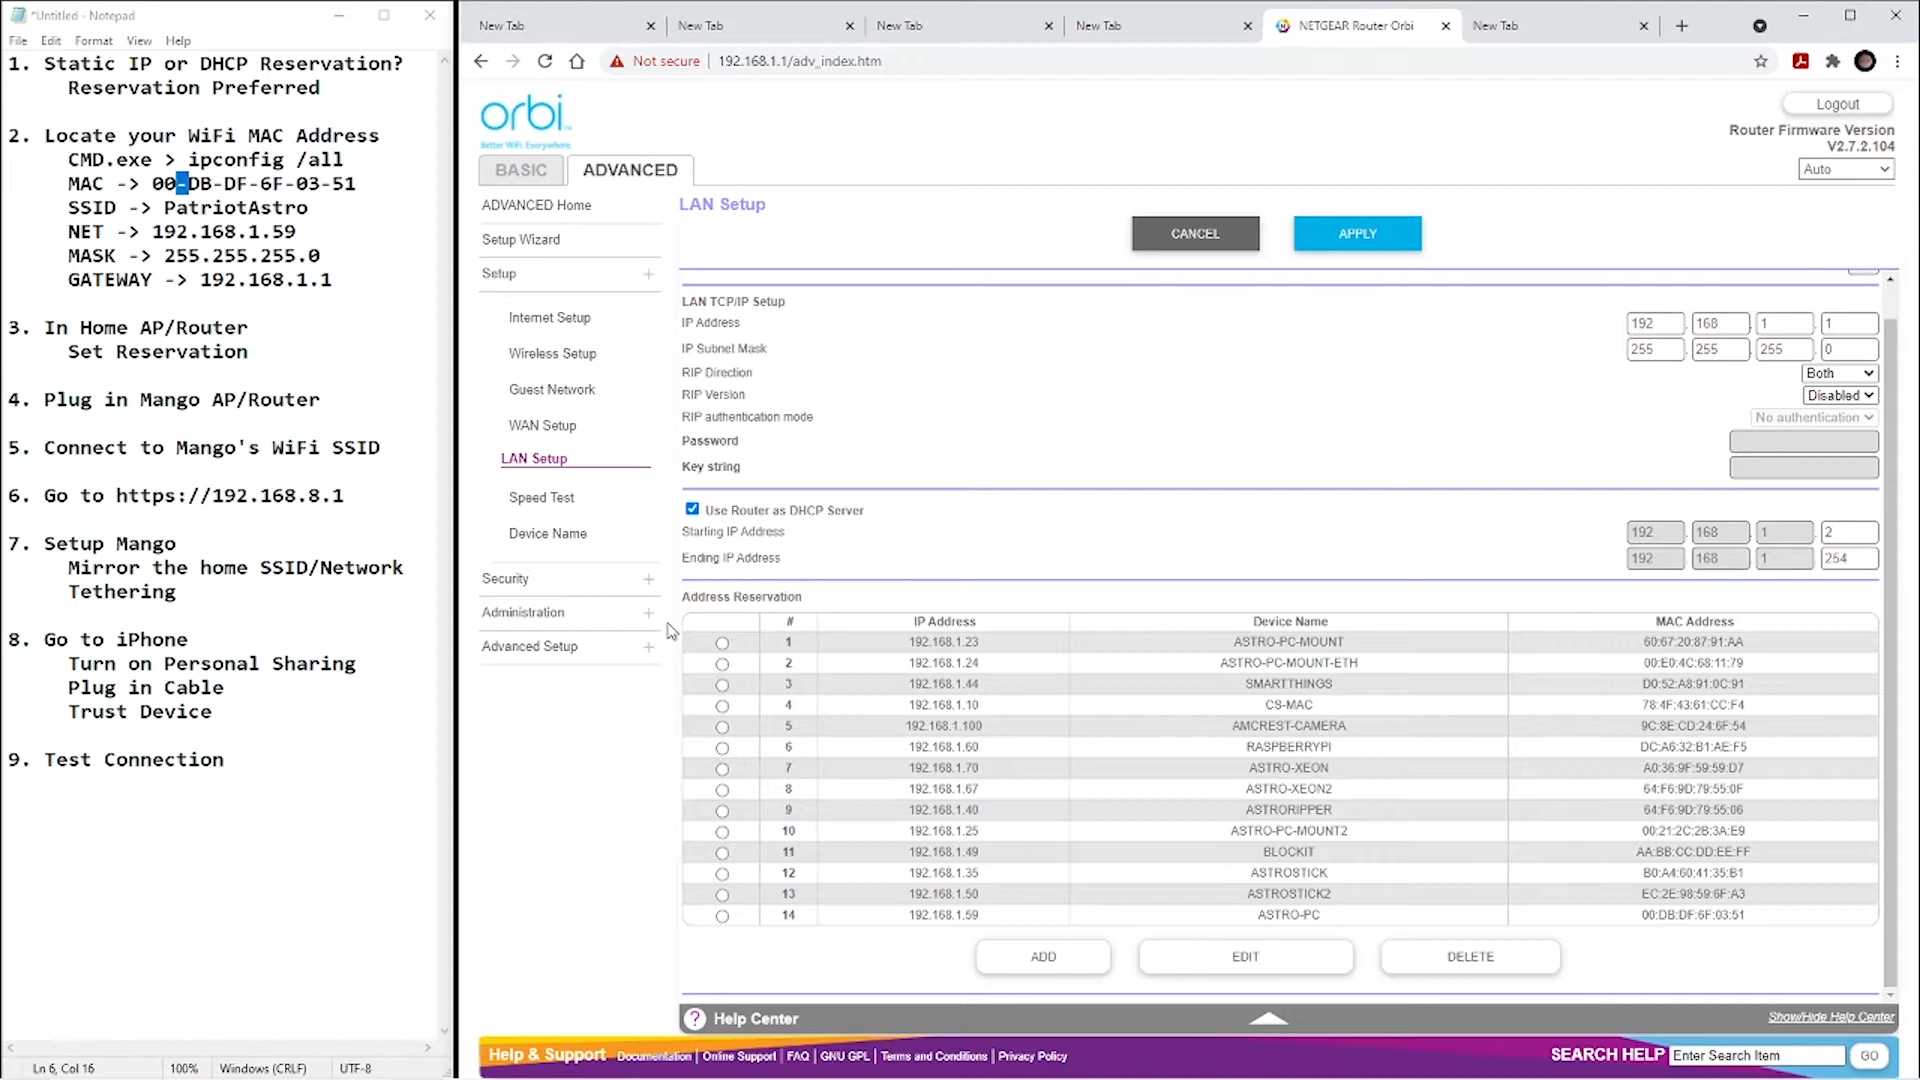 *Untitled - Notepad
File Edit Format View Help
1. Static IP or DHCP Reservation?
Reservation Preferred
2. Locate your WiFi MAC Address
CMD.exe > ipconfig /all
MAC -> 00-DB-DF-6F-03-51
SSID -> PatriotAstro
NET -> 192.168.1.59
MASK -> 255.255.255.0
GATEWAY -> 192.168.1.1
3. In Home AP/Router
Set Reservation
4. Plug in Mango AP/Router
5. Connect to Mango's WiFi SSID
6. Go to https://192.168.8.1
7. Setup Mango
Mirror the home SSID/Network
Tethering
8. Go to iPhone
Turn on Personal Sharing
Plug in Cable
Trust Device
9. Test Connection
Ln 6, Col 16 100% Windows (CRLF) UTF-8
New Tab New Tab New Tab New Tab NETGEAR Router Orbi New Tab
Not secure 192.168.1.1/adv_index.htm
orbi
Better WiFi. Everywhere.
Logout
Router Firmware Version
V2.7.2.104
Auto
BASIC ADVANCED
ADVANCED Home
Setup Wizard
Setup
Internet Setup
Wireless Setup
Guest Network
WAN Setup
LAN Setup
Speed Test
Device Name
Security
Administration
Advanced Setup
LAN Setup
CANCEL APPLY
LAN TCP/IP Setup
IP Address 192 . 168 . 1 . 1
IP Subnet Mask 255 . 255 . 255 . 0
RIP Direction Both
RIP Version Disabled
RIP authentication mode No authentication
Password
Key string
Use Router as DHCP Server
Starting IP Address 192 . 168 . 1 . 2
Ending IP Address 192 . 168 . 1 . 254
Address Reservation
# IP Address Device Name MAC Address
1 192.168.1.23 ASTRO-PC-MOUNT 60:67:20:87:91:AA
2 192.168.1.24 ASTRO-PC-MOUNT-ETH 00:E0:4C:68:11:79
3 192.168.1.44 SMARTTHINGS D0:52:A8:91:0C:91
4 192.168.1.10 CS-MAC 78:4F:43:61:CC:F4
5 192.168.1.100 AMCREST-CAMERA 9C:8E:CD:24:6F:54
6 192.168.1.60 RASPBERRYPI DC:A6:32:B1:AE:F5
7 192.168.1.70 ASTRO-XEON A0:36:9F:59:59:D7
8 192.168.1.67 ASTRO-XEON2 64:F6:9D:79:55:0F
9 192.168.1.40 ASTRORIPPER 64:F6:9D:79:55:06
10 192.168.1.25 ASTRO-PC-MOUNT2 00:21:2C:2B:3A:E9
11 192.168.1.49 BLOCKIT AA:BB:CC:DD:EE:FF
12 192.168.1.35 ASTROSTICK B0:A4:60:41:35:B1
13 192.168.1.50 ASTROSTICK2 EC:2E:98:59:6F:A3
14 192.168.1.59 ASTRO-PC 00:DB:DF:6F:03:51
ADD EDIT DELETE
? Help Center Show/Hide Help Center
Help & Support Documentation | Online Support | FAQ | GNU GPL | Terms and Conditions | Privacy Policy SEARCH HELP Enter Search Item GO